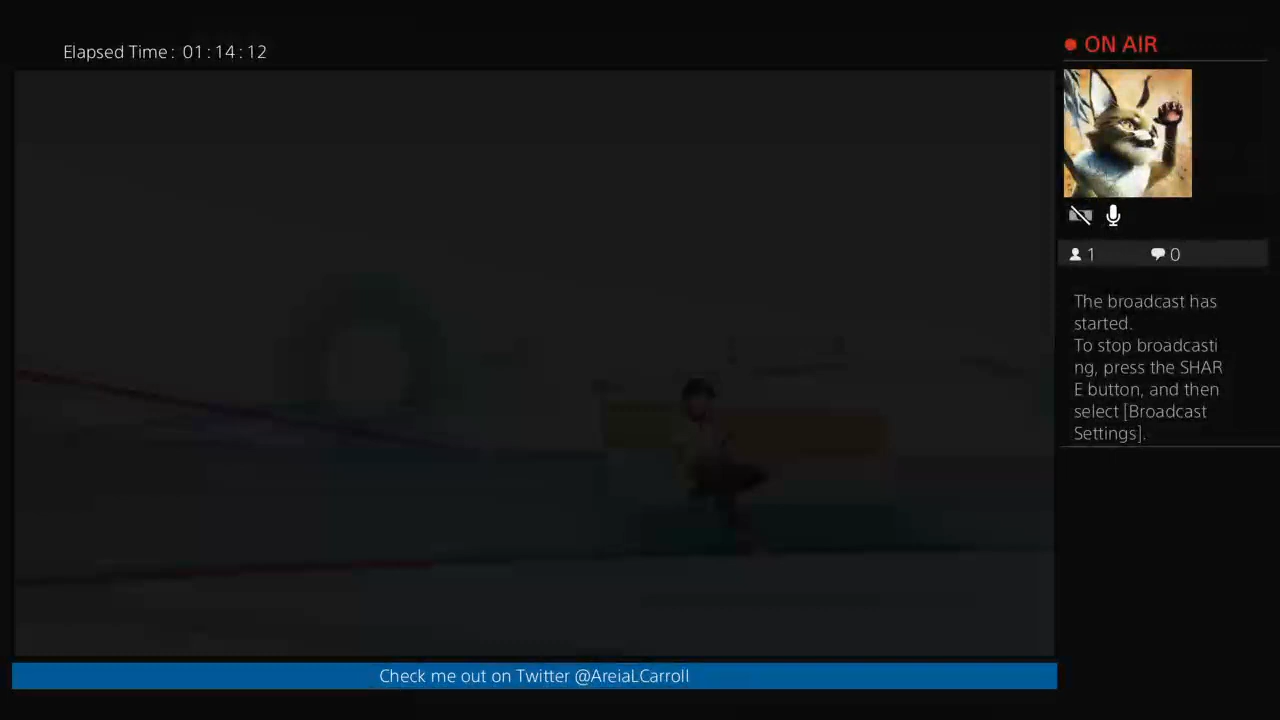 Elapsed Time: 01:14:12
ON AIR
1 0
The broadcast has
started.
To stop broadcasti
ng, press the SHAR
E button, and then
select [Broadcast
Settings].
Check me out on Twitter @AreiaLCarroll